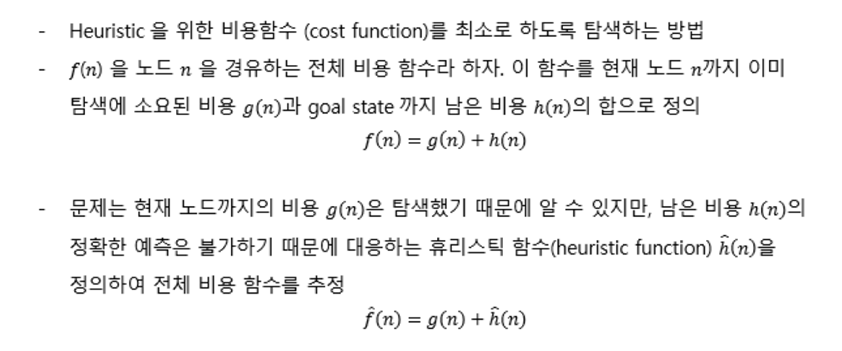 - Heuristic 을 위한 비용함수 (cost function)를 최소로 하도록 탐색하는 방법
- f(n) 을 노드 n 을 경유하는 전체 비용 함수라 하자. 이 함수를 현재 노드 n까지 이미
탐색에 소요된 비용 g(n)과 goal state 까지 남은 비용 h(n)의 합으로 정의
f(n) = g(n) + h(n)
- 문제는 현재 노드까지의 비용 g(n)은 탐색했기 때문에 알 수 있지만, 남은 비용 h(n)의
정확한 예측은 불가하기 때문에 대응하는 휴리스틱 함수(heuristic function) ĥ(n)을
정의하여 전체 비용 함수를 추정
f̂(n) = g(n) + ĥ(n)